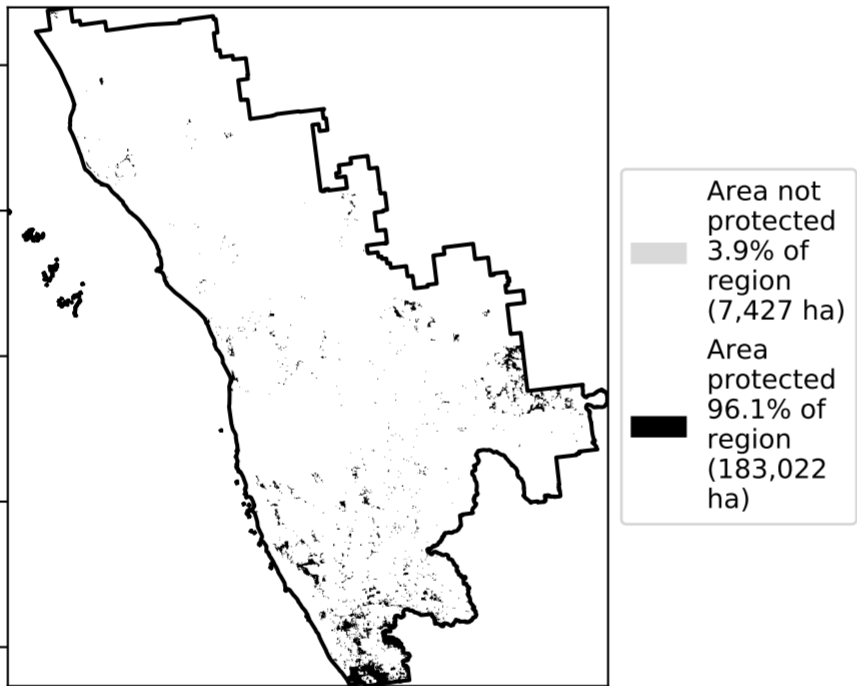 Area not
protected
3.9% of
region
(7,427 ha)
Area
protected
96.1% of
region
(183,022
ha)